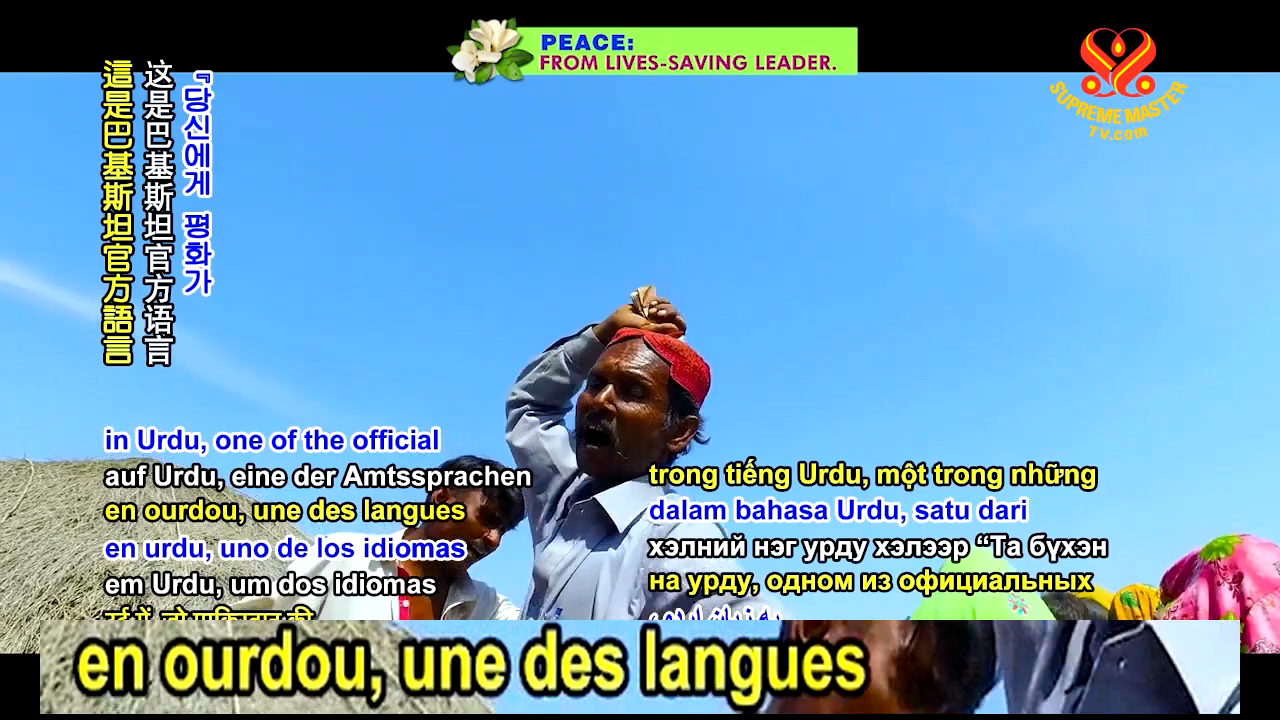 PEACE:
FROM LIVES-SAVING LEADER.
SUPREME MASTER
TV.com
這是巴基斯坦官方語言
这是巴基斯坦官方语言
『당신에게 평화가
in Urdu, one of the official
auf Urdu, eine der Amtssprachen
en ourdou, une des langues
en urdu, uno de los idiomas
em Urdu, um dos idiomas
trong tiếng Urdu, một trong những
dalam bahasa Urdu, satu dari
хэлний нэг урду хэлээр “Та бүхэн
на урду, одном из официальных
en ourdou, une des langues